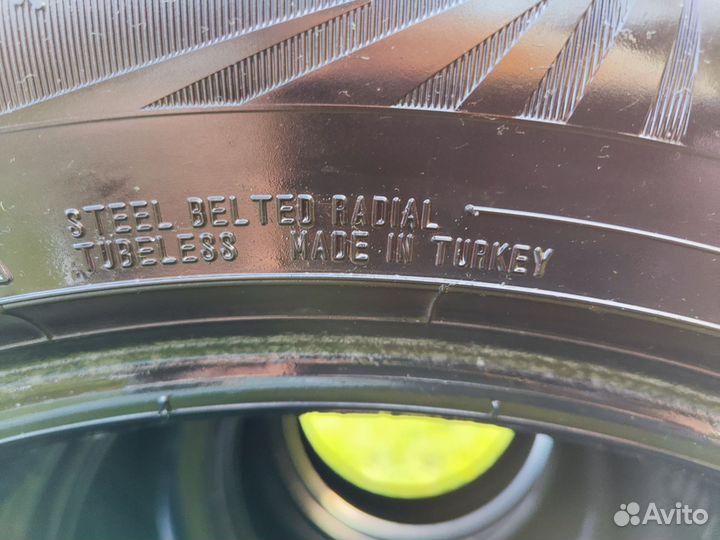 STEEL BELTED RADIAL
TUBELESS MADE IN TURKEY
Avito